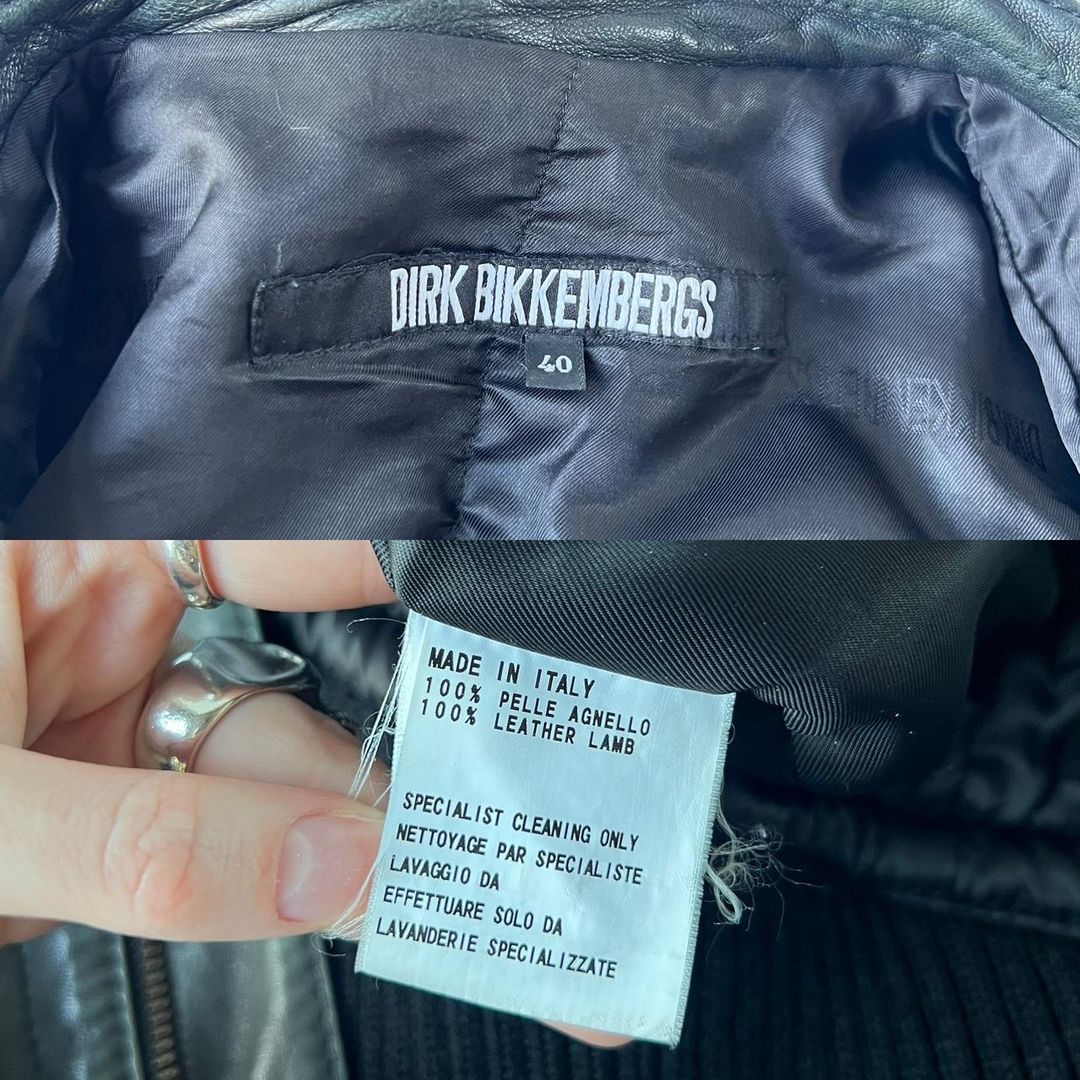 DIRK BIKKEMBERGS
40
MADE IN ITALY
100% PELLE AGNELLO
100% LEATHER LAMB
SPECIALIST CLEANING ONLY
NETTOYAGE PAR SPECIALISTE
LAVAGGIO DA
EFFETTUARE SOLO DA
LAVANDERIE SPECIALIZZATE